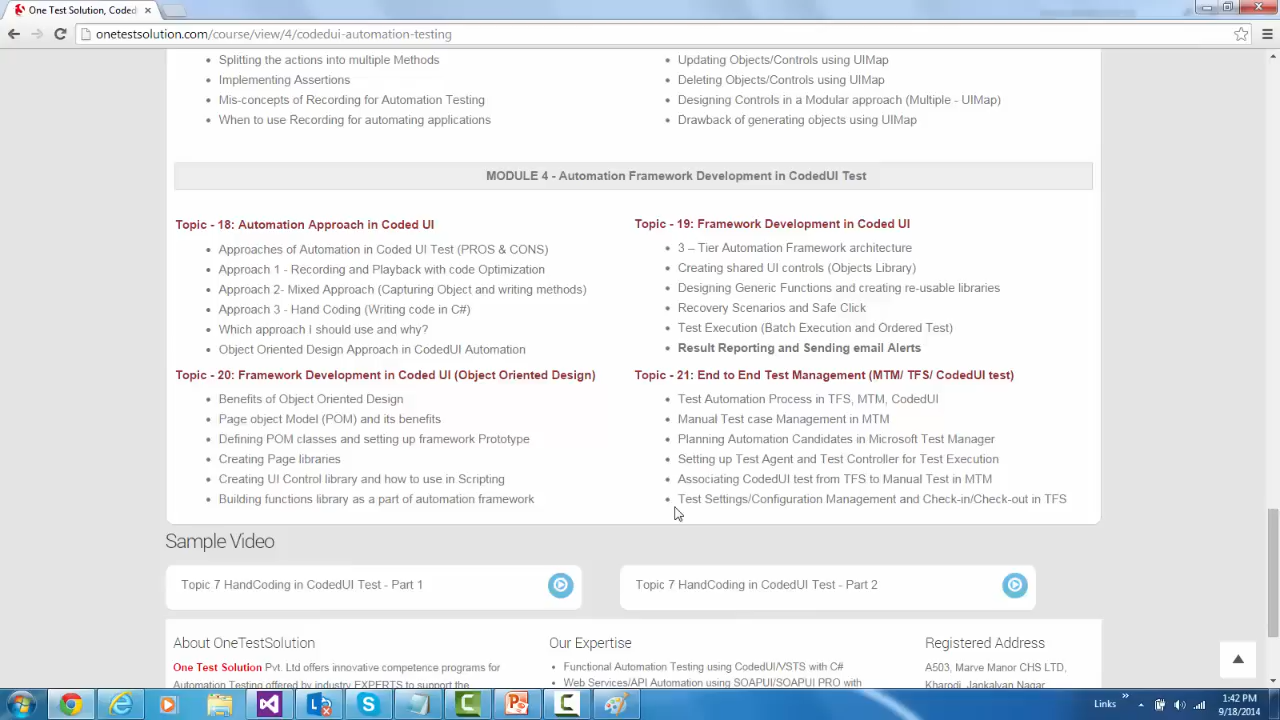 One Test Solution, Coded
onetestsolution.com/course/view/4/codedui-automation-testing
Splitting the actions into multiple Methods
Implementing Assertions
Mis-concepts of Recording for Automation Testing
When to use Recording for automating applications
Updating Objects/Controls using UIMap
Deleting Objects/Controls using UIMap
Designing Controls in a Modular approach (Multiple - UIMap)
Drawback of generating objects using UIMap
MODULE 4 - Automation Framework Development in CodedUI Test
Topic - 18: Automation Approach in Coded UI
Approaches of Automation in Coded UI Test (PROS & CONS)
Approach 1 - Recording and Playback with code Optimization
Approach 2- Mixed Approach (Capturing Object and writing methods)
Approach 3 - Hand Coding (Writing code in C#)
Which approach I should use and why?
Object Oriented Design Approach in CodedUI Automation
Topic - 19: Framework Development in Coded UI
3 – Tier Automation Framework architecture
Creating shared UI controls (Objects Library)
Designing Generic Functions and creating re-usable libraries
Recovery Scenarios and Safe Click
Test Execution (Batch Execution and Ordered Test)
Result Reporting and Sending email Alerts
Topic - 20: Framework Development in Coded UI (Object Oriented Design)
Benefits of Object Oriented Design
Page object Model (POM) and its benefits
Defining POM classes and setting up framework Prototype
Creating Page libraries
Creating UI Control library and how to use in Scripting
Building functions library as a part of automation framework
Topic - 21: End to End Test Management (MTM/ TFS/ CodedUI test)
Test Automation Process in TFS, MTM, CodedUI
Manual Test case Management in MTM
Planning Automation Candidates in Microsoft Test Manager
Setting up Test Agent and Test Controller for Test Execution
Associating CodedUI test from TFS to Manual Test in MTM
Test Settings/Configuration Management and Check-in/Check-out in TFS
Sample Video
Topic 7 HandCoding in CodedUI Test - Part 1
Topic 7 HandCoding in CodedUI Test - Part 2
About OneTestSolution
One Test Solution Pvt. Ltd offers innovative competence programs for
Automation Testing offered by industry EXPERTS to support the
Our Expertise
Functional Automation Testing using CodedUI/VSTS with C#
Web Services/API Automation using SOAPUI/SOAPUI PRO with
Registered Address
A503, Marve Manor CHS LTD,
Kharodi, Jankalyan Nagar
Links
1:42 PM
9/18/2014